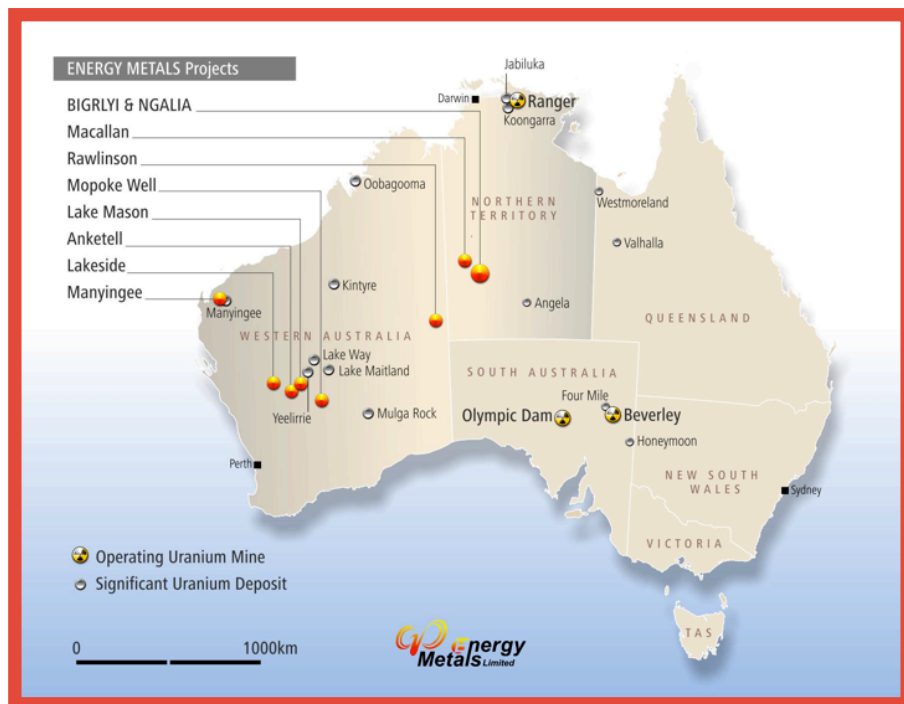 ENERGY METALS Projects
BIGRLYI & NGALIA
Macallan
Rawlinson
Mopoke Well
Lake Mason
Anketell
Lakeside
Manyingee
Jabiluka
Darwin
Ranger
Koongarra
Oobagooma
NORTHERN
TERRITORY
Westmoreland
Valhalla
Kintyre
Angela
Manyingee
QUEENSLAND
WESTERN AUSTRALIA
Lake Way
Lake Maitland
SOUTH AUSTRALIA
Four Mile
Yeelirrie
Mulga Rock
Olympic Dam
Beverley
Honeymoon
Perth
NEW SOUTH
WALES
Sydney
VICTORIA
Operating Uranium Mine
Significant Uranium Deposit
TAS
0 1000km
Energy
Metals Limited